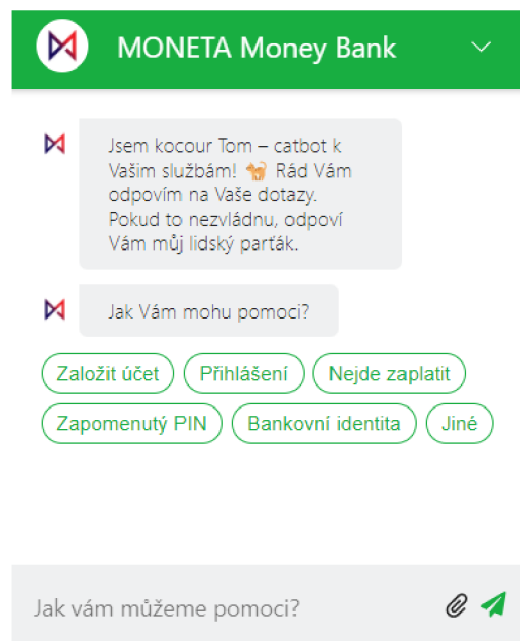 MONETA Money Bank
Jsem kocour Tom – catbot k
Vašim službám! 🐈 Rád Vám
odpovím na Vaše dotazy.
Pokud to nezvládnu, odpoví
Vám můj lidský parťák.
Jak Vám mohu pomoci?
Založit účet Přihlášení Nejde zaplatit
Zapomenutý PIN Bankovní identita Jiné
Jak vám můžeme pomoci?